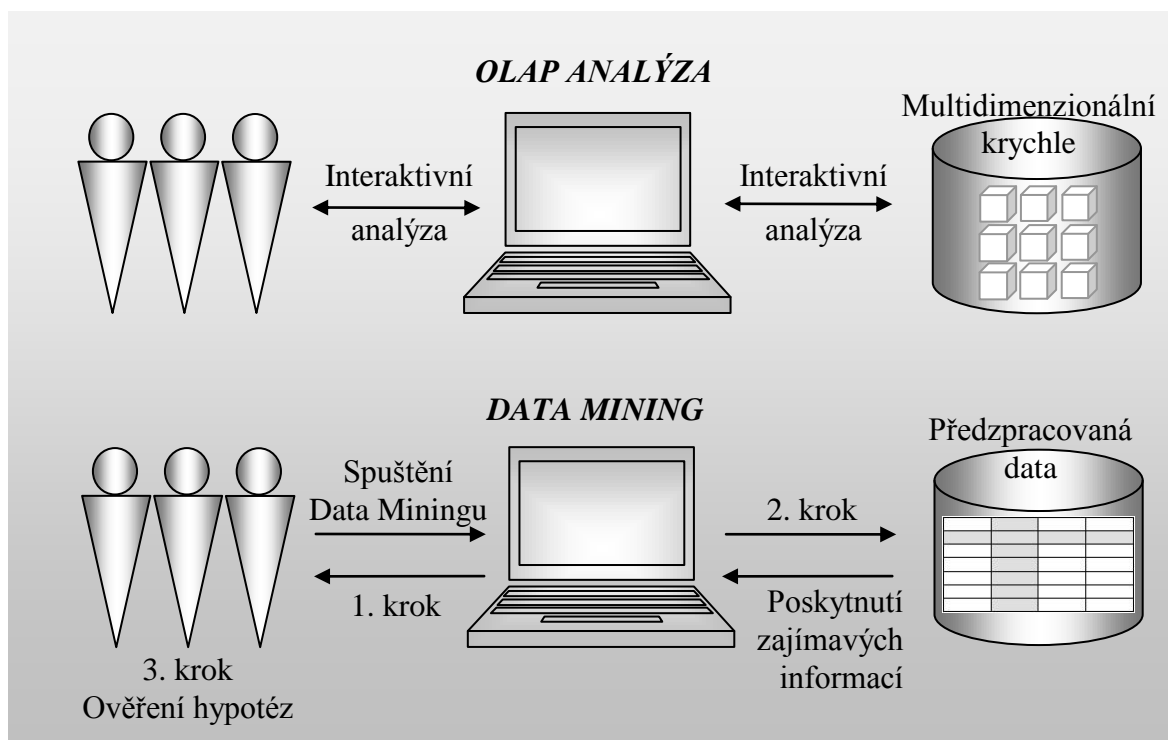 OLAP ANALÝZA
Multidimenzionální
krychle
Interaktivní
analýza
Interaktivní
analýza
DATA MINING
Předzpracovaná
data
Spuštění
Data Miningu
1. krok
2. krok
Poskytnutí
zajímavých
informací
3. krok
Ověření hypotéz